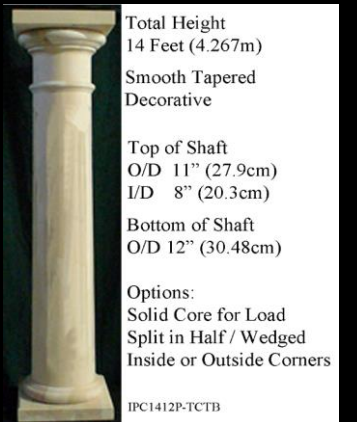 Total Height
14 Feet (4.267m)
Smooth Tapered
Decorative
Top of Shaft
O/D 11” (27.9cm)
I/D 8” (20.3cm)
Bottom of Shaft
O/D 12” (30.48cm)
Options:
Solid Core for Load
Split in Half / Wedged
Inside or Outside Corners
IPC1412P-TCTB